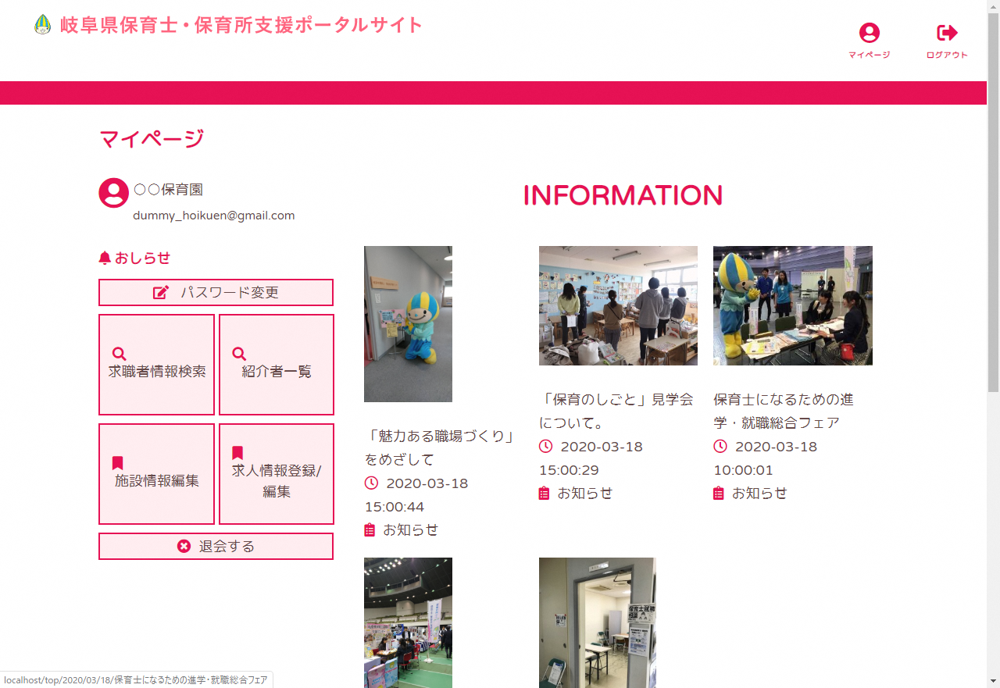 岐阜県保育士・保育所支援ポータルサイト
マイページ
ログアウト
マイページ
○○保育園
dummy_hoikuen@gmail.com
おしらせ
パスワード変更
求職者情報検索
紹介者一覧
施設情報編集
求人情報登録/
編集
退会する
INFORMATION
「魅力ある職場づくり」
をめざして
2020-03-18
15:00:44
お知らせ
「保育のしごと」見学会
について。
2020-03-18
15:00:29
お知らせ
保育士になるための進
学・就職総合フェア
2020-03-18
10:00:01
お知らせ
保育士就職
相談
localhost/top/2020/03/18/保育士になるための進学・就職総合フェア